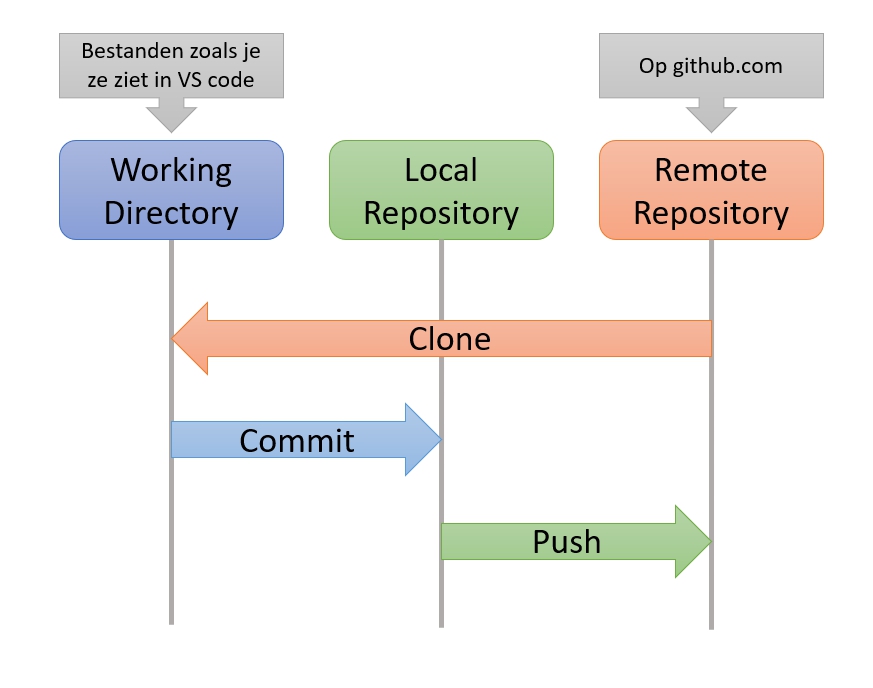 Bestanden zoals je
ze ziet in VS code
Op github.com
Working
Directory
Local
Repository
Remote
Repository
Clone
Commit
Push